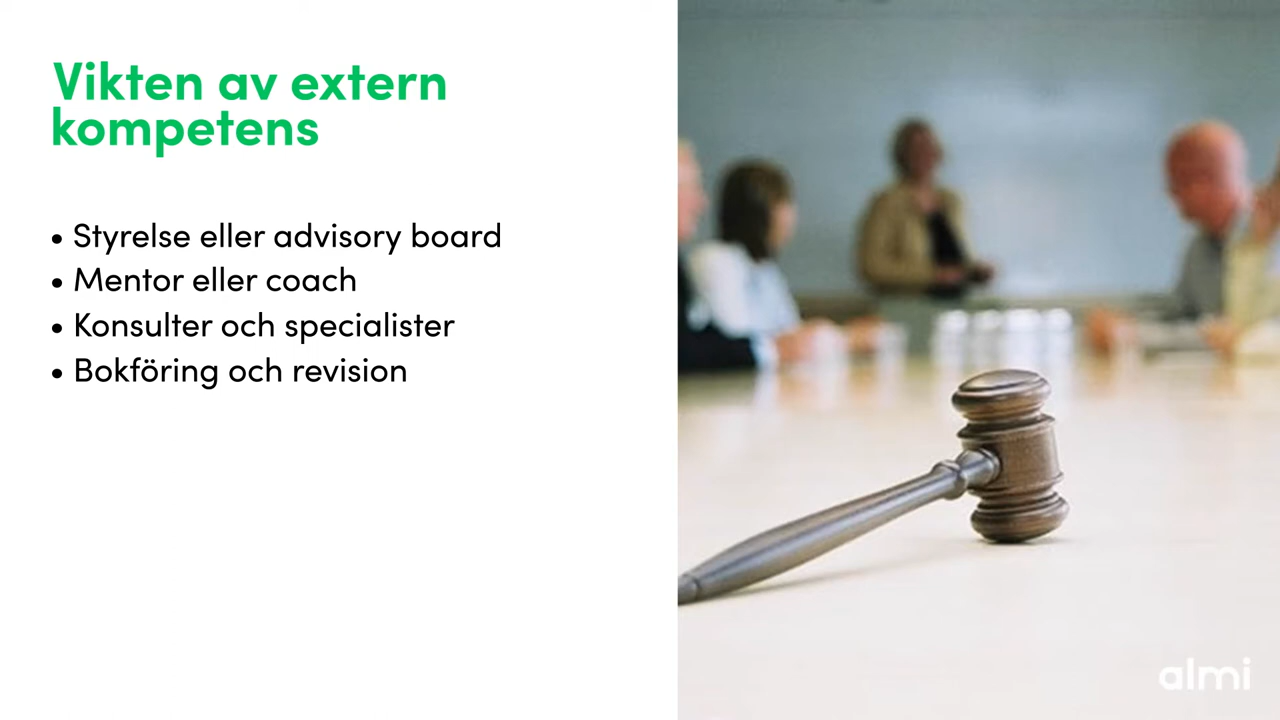 Vikten av extern
kompetens
• Styrelse eller advisory board
• Mentor eller coach
• Konsulter och specialister
• Bokföring och revision
almi